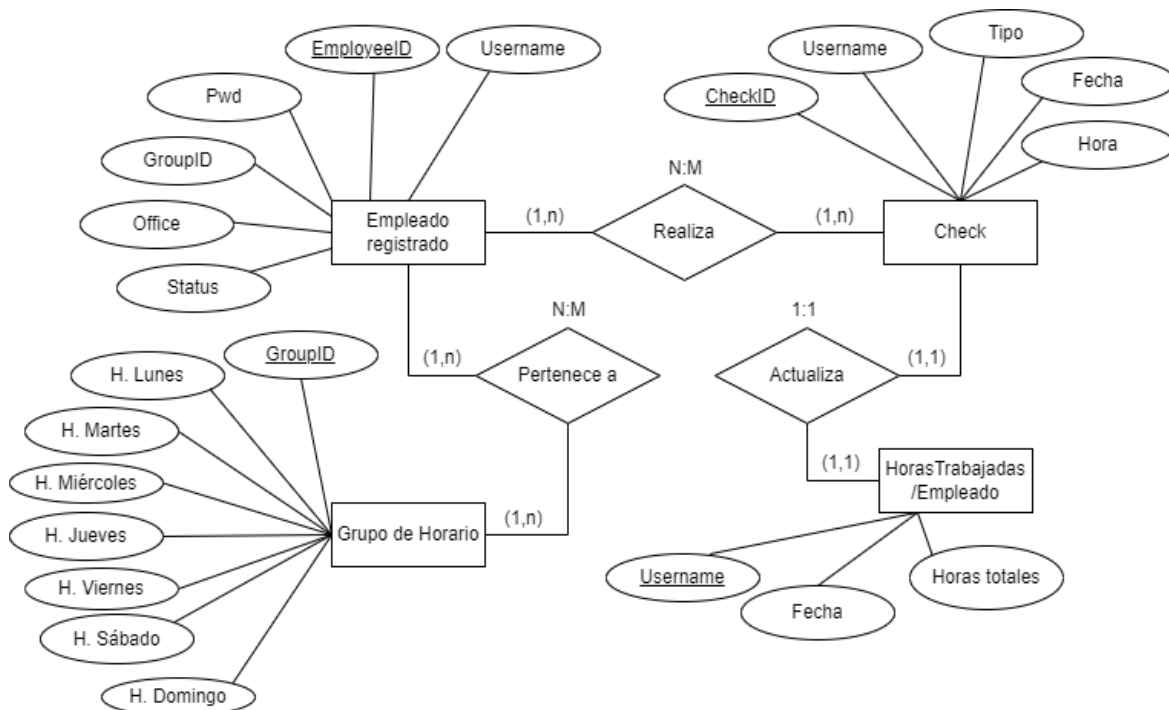 EmployeeID
Username
Pwd
GroupID
Office
Status
Empleado
registrado
(1,n)
N:M
Realiza
(1,n)
Username
Tipo
CheckID
Fecha
Hora
Check
(1,n)
N:M
Pertenece a
(1,n)
1:1
(1,1)
Actualiza
(1,1)
GroupID
H. Lunes
H. Martes
H. Miércoles
H. Jueves
H. Viernes
H. Sábado
H. Domingo
Grupo de Horario
HorasTrabajadas
/Empleado
Username
Fecha
Horas totales